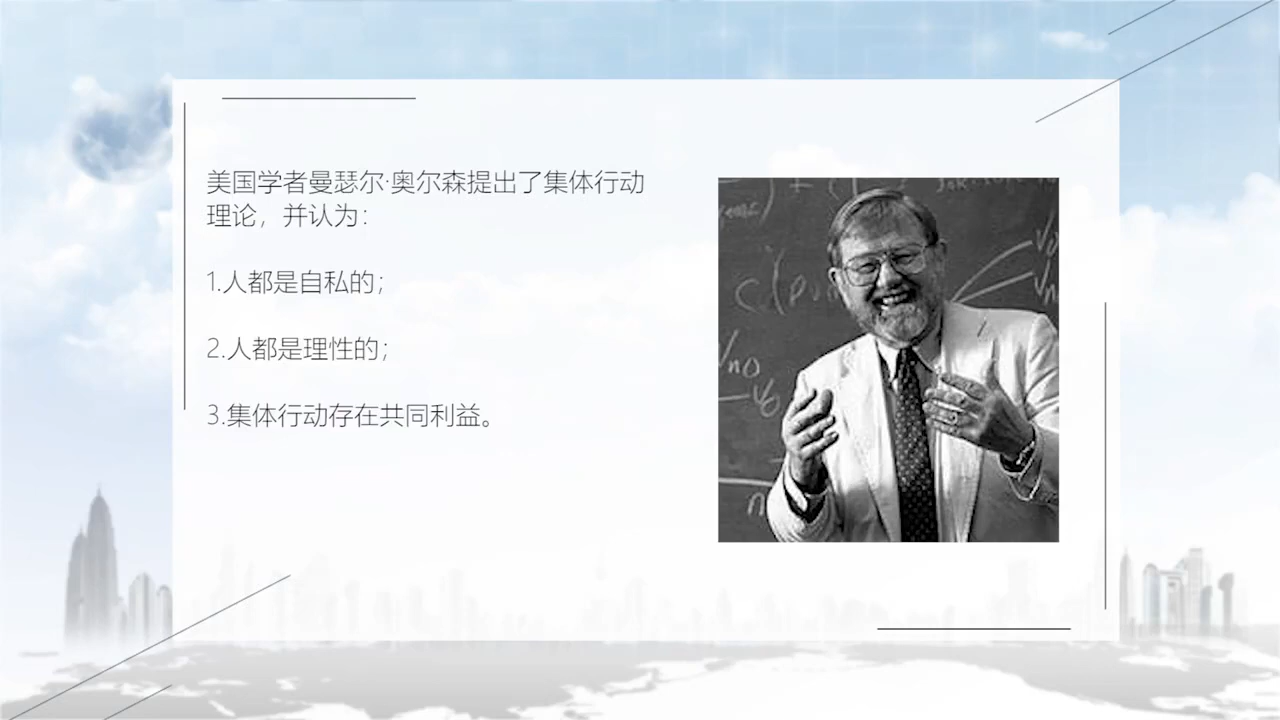 美国学者曼瑟尔·奥尔森提出了集体行动
理论，并认为：
1.人都是自私的；
2.人都是理性的；
3.集体行动存在共同利益。